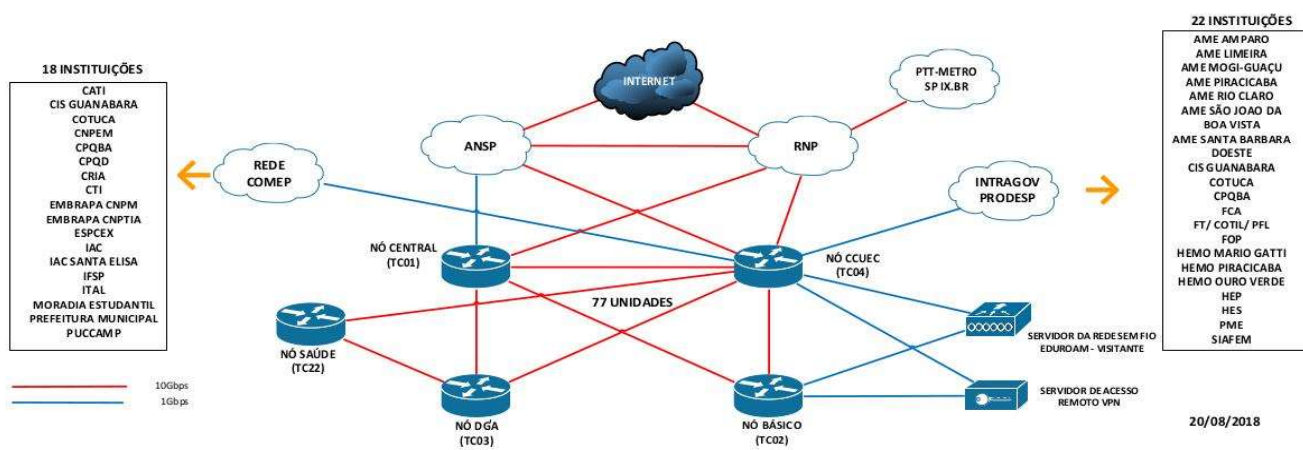 18 INSTITUIÇÕES
CATI
CIS GUANABARA
COTUCA
CNPEM
CPQBA
CPQD
CRIA
CTI
EMBRAPA CNPM
EMBRAPA CNPTIA
ESPCEX
IAC
IAC SANTA ELISA
IFSP
ITAL
MORADIA ESTUDANTIL
PREFEITURA MUNICIPAL
PUCCAMP
10Gbps
1Gbps
REDE
COMEP
ANSP
INTERNET
RNP
PTT-METRO
SP IX.BR
INTRAGOV
PRODESP
NÓ CENTRAL
(TC01)
NÓ CCUEC
(TC04)
77 UNIDADES
NÓ SAÚDE
(TC22)
NÓ DGA
(TC03)
NÓ BÁSICO
(TC02)
SERVIDOR DA REDE SEM FIO
EDUROAM - VISITANTE
SERVIDOR DE ACESSO
REMOTO VPN
22 INSTITUIÇÕES
AME AMPARO
AME LIMEIRA
AME MOGI-GUAÇU
AME PIRACICABA
AME RIO CLARO
AME SÃO JOAO DA
BOA VISTA
AME SANTA BARBARA
DOESTE
CIS GUANABARA
COTUCA
CPQBA
FCA
FT/ COTIL/ PFL
FOP
HEMO MARIO GATTI
HEMO PIRACICABA
HEMO OURO VERDE
HEP
HES
PME
SIAFEM
20/08/2018